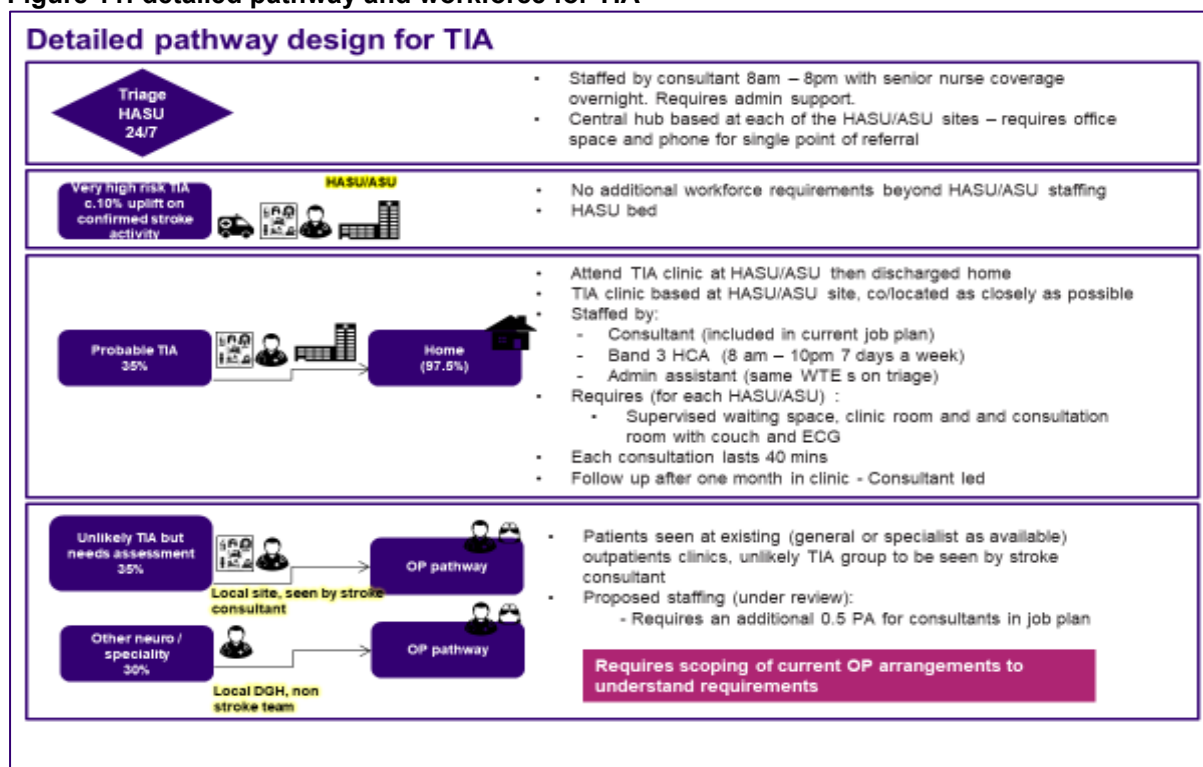 Figure 11: detailed pathway and workforce for TIA
Detailed pathway design for TIA
Triage
HASU
24/7
• Staffed by consultant 8am – 8pm with senior nurse coverage
overnight. Requires admin support.
• Central hub based at each of the HASU/ASU sites – requires office
space and phone for single point of referral
Very high risk TIA
c.10% uplift on
confirmed stroke
activity
HASU/ASU
• No additional workforce requirements beyond HASU/ASU staffing
• HASU bed
Probable TIA
35%
Home
(97.5%)
• Attend TIA clinic at HASU/ASU then discharged home
• TIA clinic based at HASU/ASU site, co/located as closely as possible
• Staffed by:
- Consultant (included in current job plan)
- Band 3 HCA (8 am – 10pm 7 days a week)
- Admin assistant (same WTE s on triage)
• Requires (for each HASU/ASU) :
• Supervised waiting space, clinic room and and consultation
room with couch and ECG
• Each consultation lasts 40 mins
• Follow up after one month in clinic - Consultant led
Unlikely TIA but
needs assessment
35%
Local site, seen by stroke
consultant
OP pathway
Other neuro /
speciality
30%
Local DGH, non
stroke team
OP pathway
• Patients seen at existing (general or specialist as available)
outpatients clinics, unlikely TIA group to be seen by stroke
consultant
• Proposed staffing (under review):
- Requires an additional 0.5 PA for consultants in job plan
Requires scoping of current OP arrangements to
understand requirements